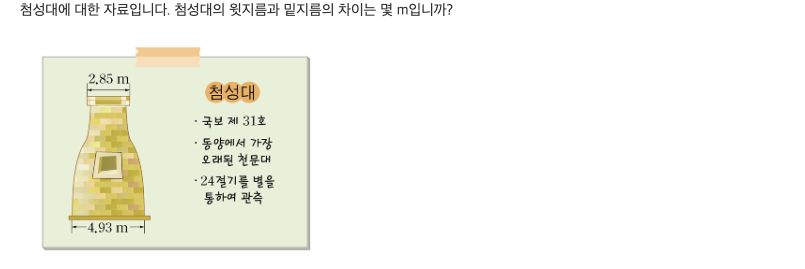 첨성대에 대한 자료입니다. 첨성대의 윗지름과 밑지름의 차이는 몇 m입니까?
2.85 m
첨성대
· 국보 제 31호
· 동양에서 가장
오래된 천문대
· 24절기를 별을
통하여 관측
4.93 m